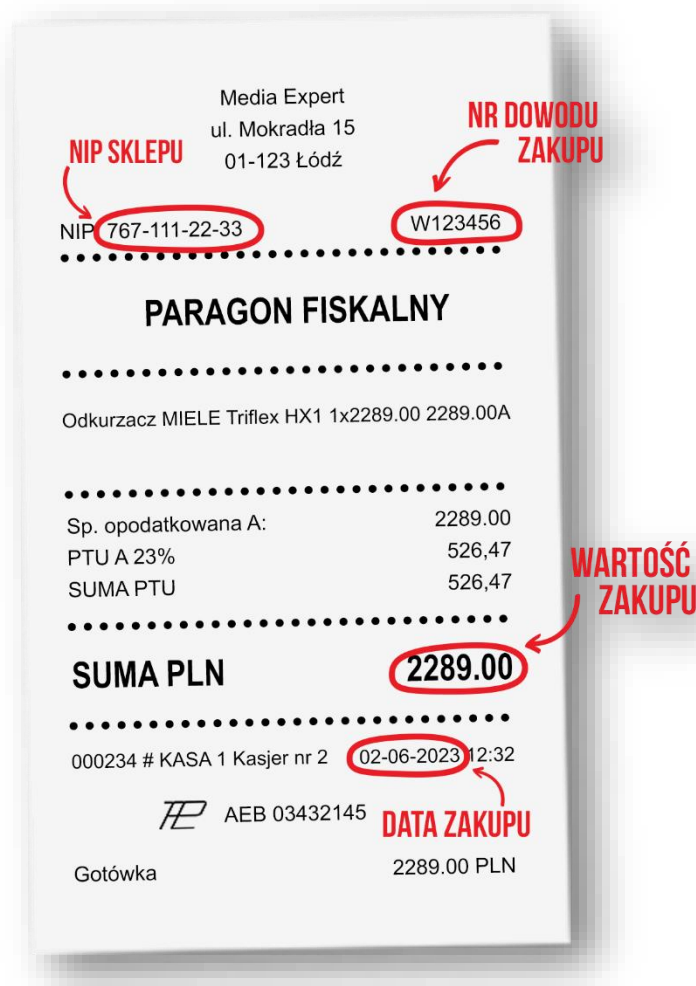 Media Expert
ul. Mokradła 15
01-123 Łódź
NIP SKLEPU
NR DOWODU
ZAKUPU
NIP 767-111-22-33 W123456
PARAGON FISKALNY
Odkurzacz MIELE Triflex HX1 1x2289.00 2289.00A
Sp. opodatkowana A: 2289.00
PTU A 23% 526,47
SUMA PTU 526,47
WARTOŚĆ
ZAKUPU
SUMA PLN 2289.00
000234 # KASA 1 Kasjer nr 2 02-06-2023 12:32
AEB 03432145
DATA ZAKUPU
Gotówka 2289.00 PLN